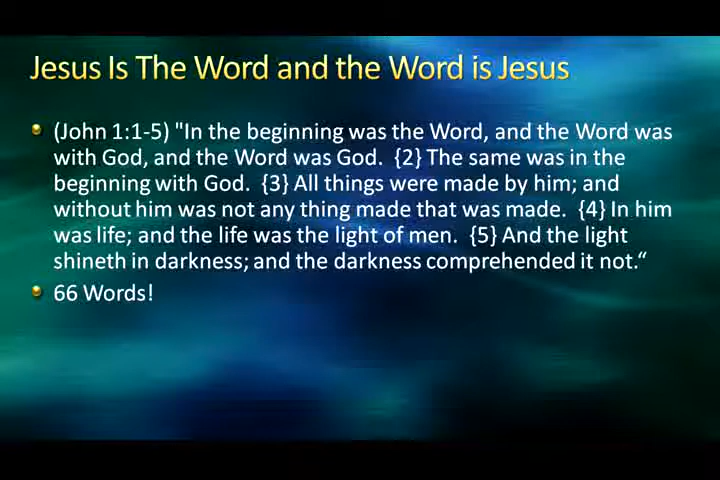 Jesus Is The Word and the Word is Jesus
(John 1:1-5) "In the beginning was the Word, and the Word was
with God, and the Word was God.  {2} The same was in the
beginning with God.  {3} All things were made by him; and
without him was not any thing made that was made.  {4} In him
was life; and the life was the light of men.  {5} And the light
shineth in darkness; and the darkness comprehended it not.“
66 Words!